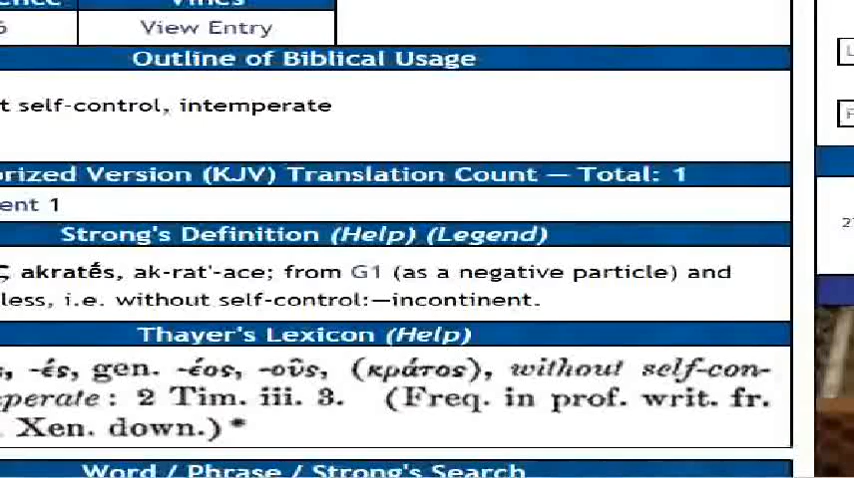 Vines
6
View Entry
Outline of Biblical Usage
t self-control, intemperate
orized Version (KJV) Translation Count — Total: 1
ent 1
Strong's Definition (Help) (Legend)
ς akratḗs, ak-rat'-ace; from G1 (as a negative particle) and
less, i.e. without self-control:—incontinent.
Thayer's Lexicon (Help)
, -ές, gen. -έος, -οῦς, (κράτος), without self-con-
perate: 2 Tim. iii. 3. (Freq. in prof. writ. fr.
Xen. down.) *
Word / Phrase / Strong's Search